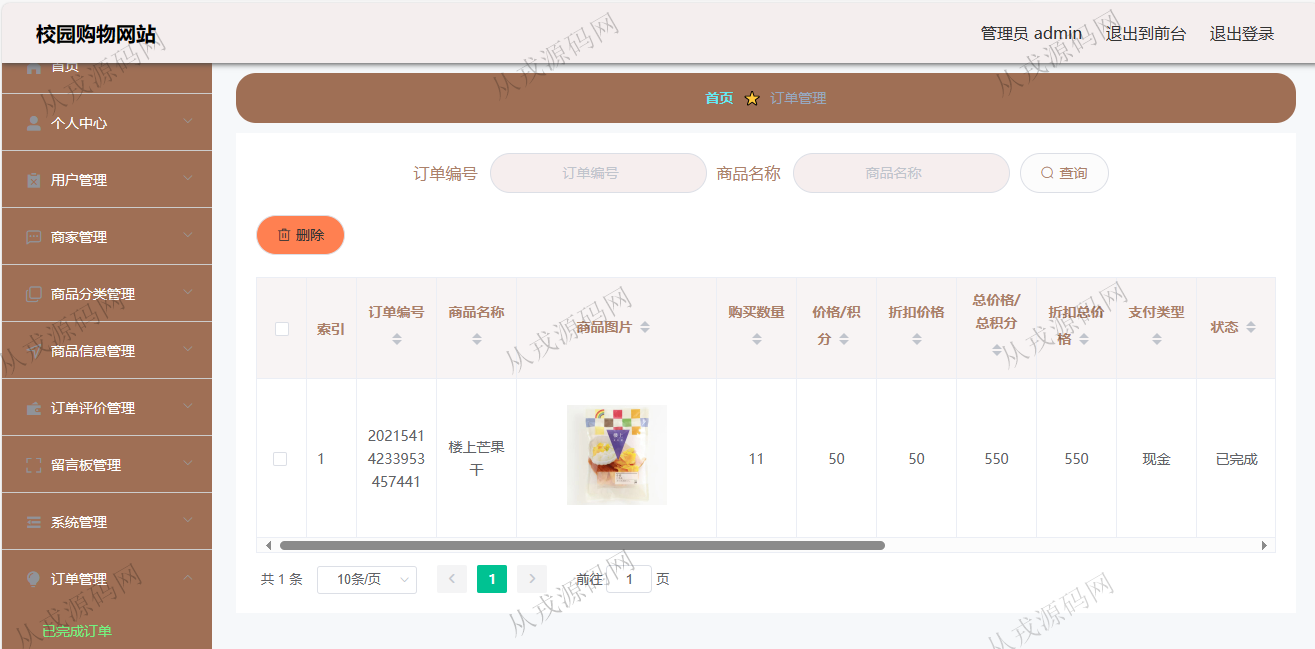 校园购物网站
管理员 admin
退出到前台
退出登录
首页
个人中心
用户管理
商家管理
商品分类管理
商品信息管理
订单评价管理
留言板管理
系统管理
订单管理
已完成订单
首页
订单管理
订单编号
订单编号
商品名称
商品名称
查询
删除
索引
订单编号
商品名称
商品图片
购买数量
价格/积
分
折扣价格
总价格/
总积分
折扣总价
格
支付类型
状态
1
2021541
4233953
457441
楼上芒果
干
11
50
50
550
550
现金
已完成
共 1 条
10条/页
1
前往
1
页
从戎源码网
从戎源码网
从戎源码网
从戎源码网
从戎源码网
从戎源码网
从戎源码网
从戎源码网
从戎源码网